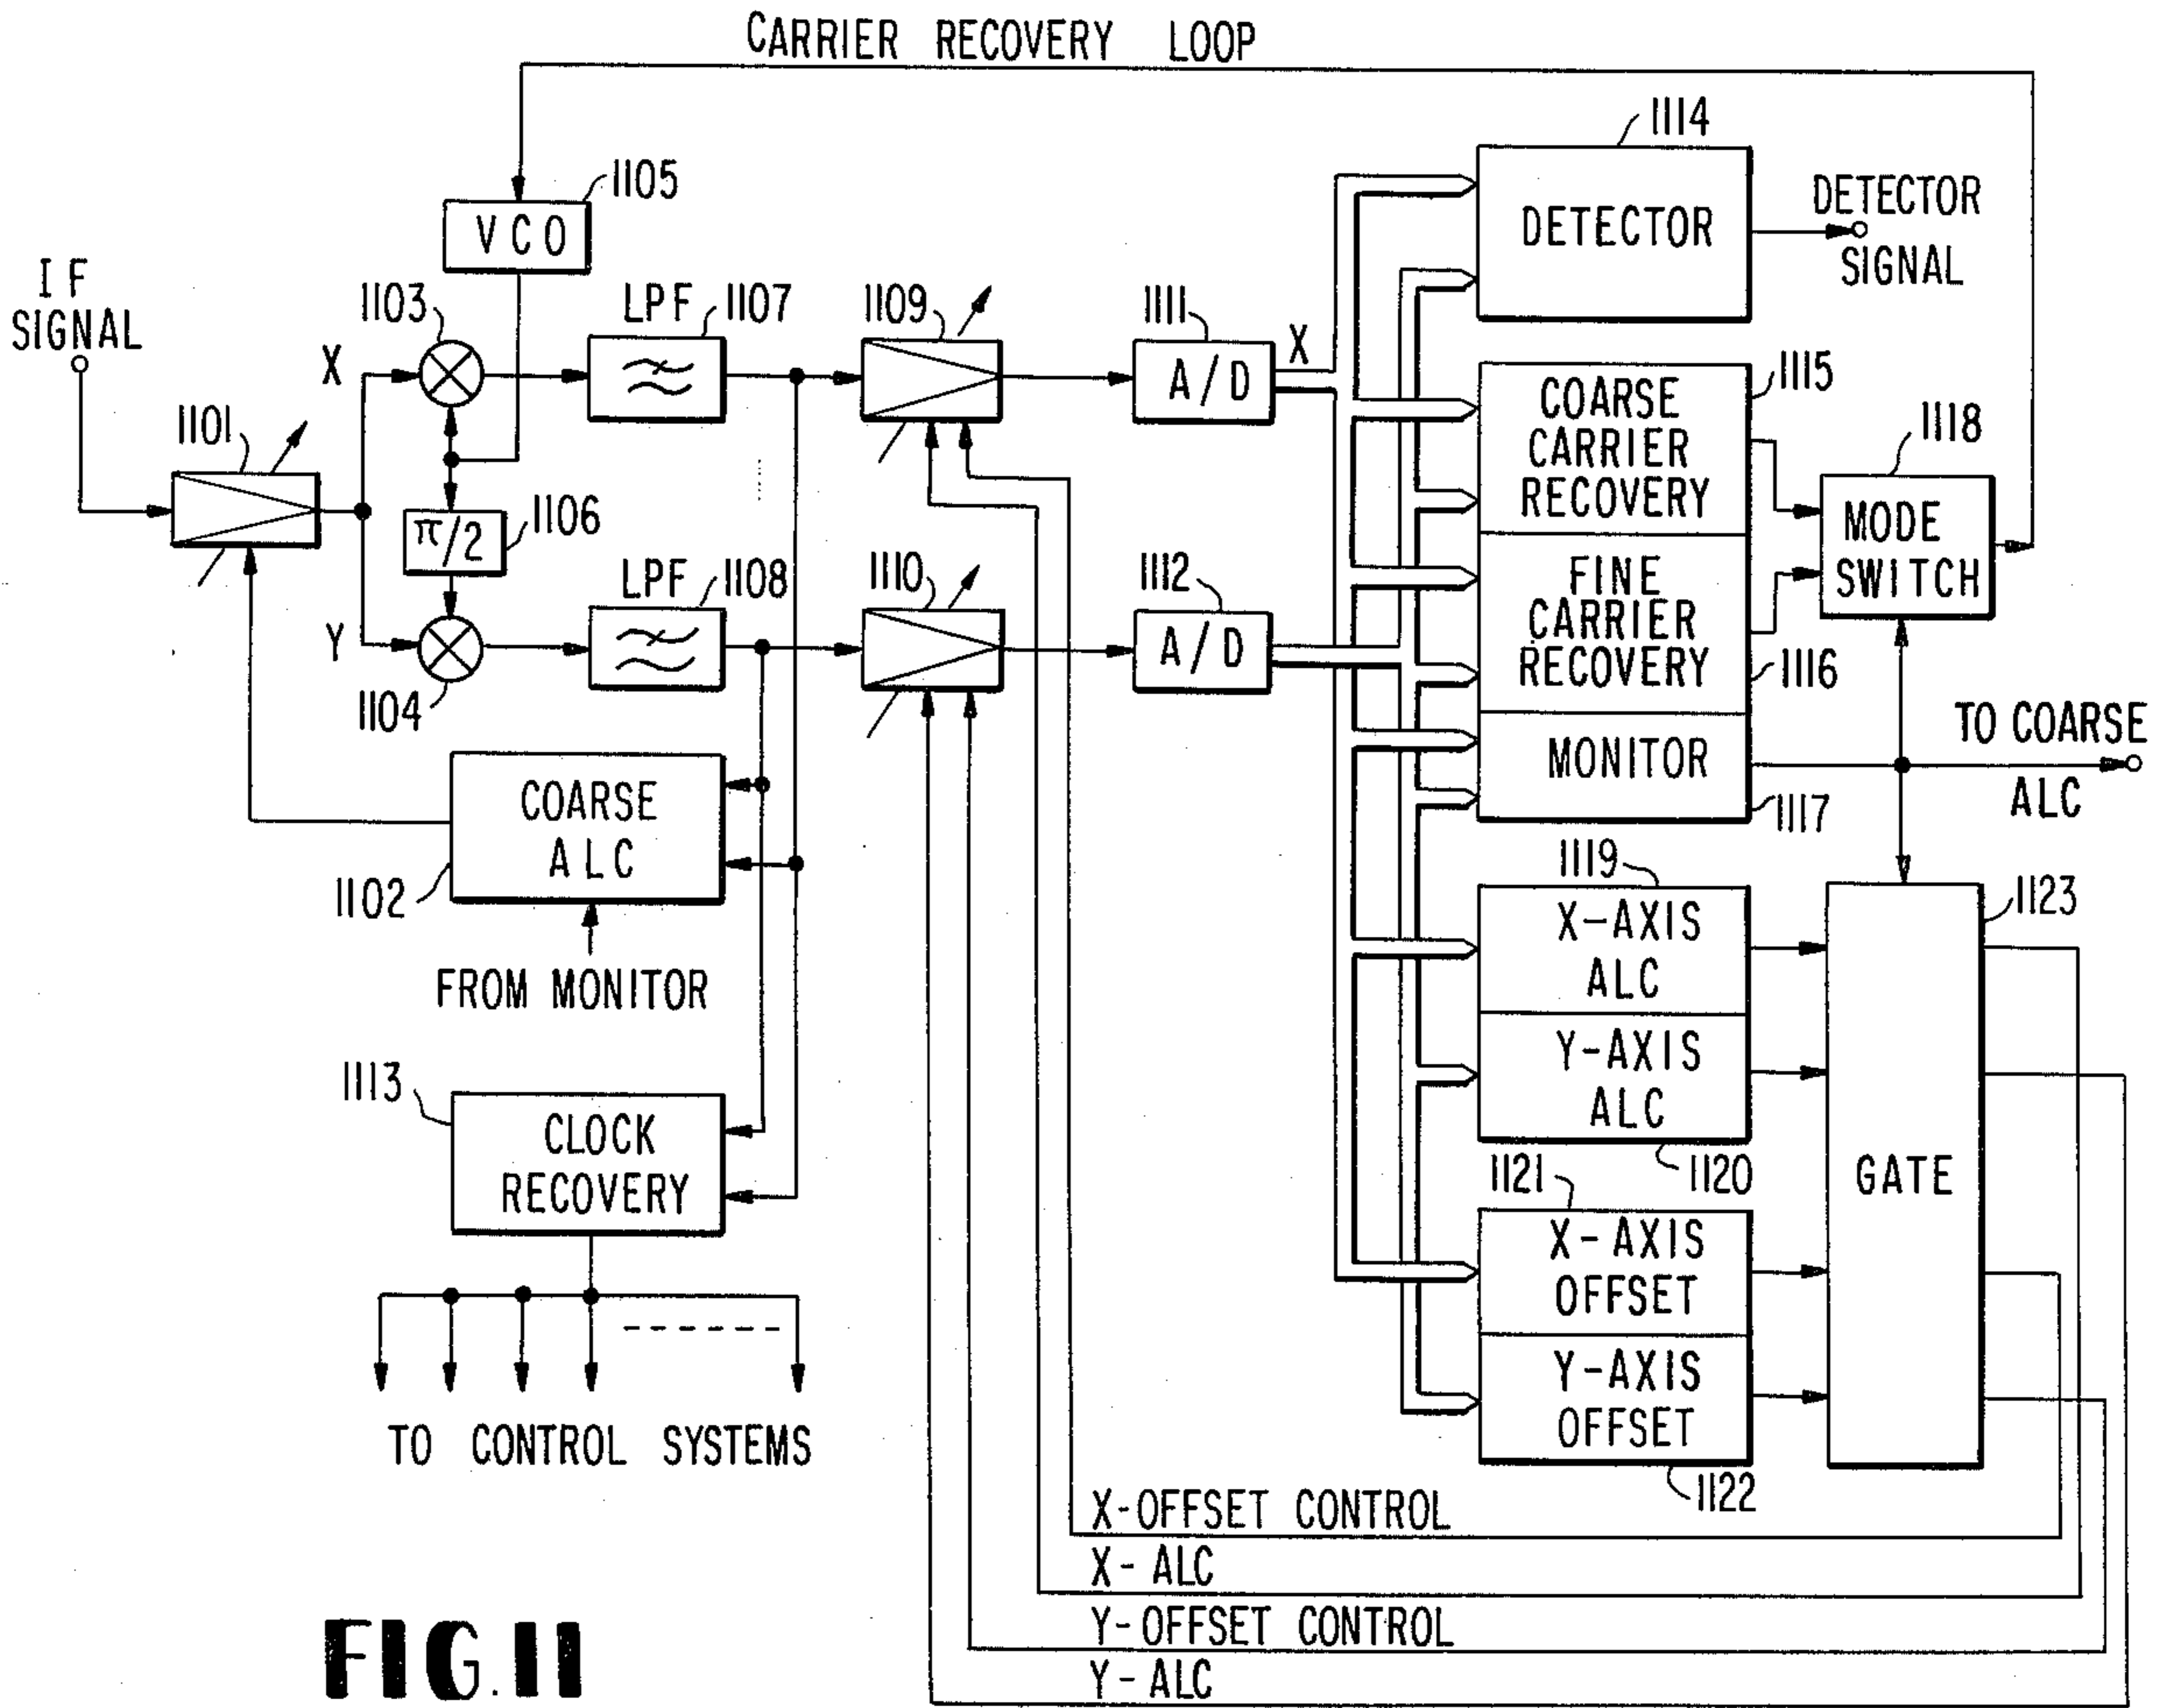 CARRIER RECOVERY LOOP
1105
VCO
IF
SIGNAL
1101
X
Y
1103
1104
π/2
1106
LPF
1107
LPF
1108
1109
1110
1111
A/D
X
1112
A/D
1114
DETECTOR
DETECTOR
SIGNAL
COARSE
CARRIER
RECOVERY
1115
FINE
CARRIER
RECOVERY
1116
MONITOR
1117
1118
MODE
SWITCH
TO COARSE
ALC
COARSE
ALC
1102
FROM MONITOR
1113
CLOCK
RECOVERY
TO CONTROL SYSTEMS
1119
X-AXIS
ALC
Y-AXIS
ALC
1120
1121
X-AXIS
OFFSET
Y-AXIS
OFFSET
1122
1123
GATE
X-OFFSET CONTROL
X-ALC
Y-OFFSET CONTROL
Y-ALC
FIG.11